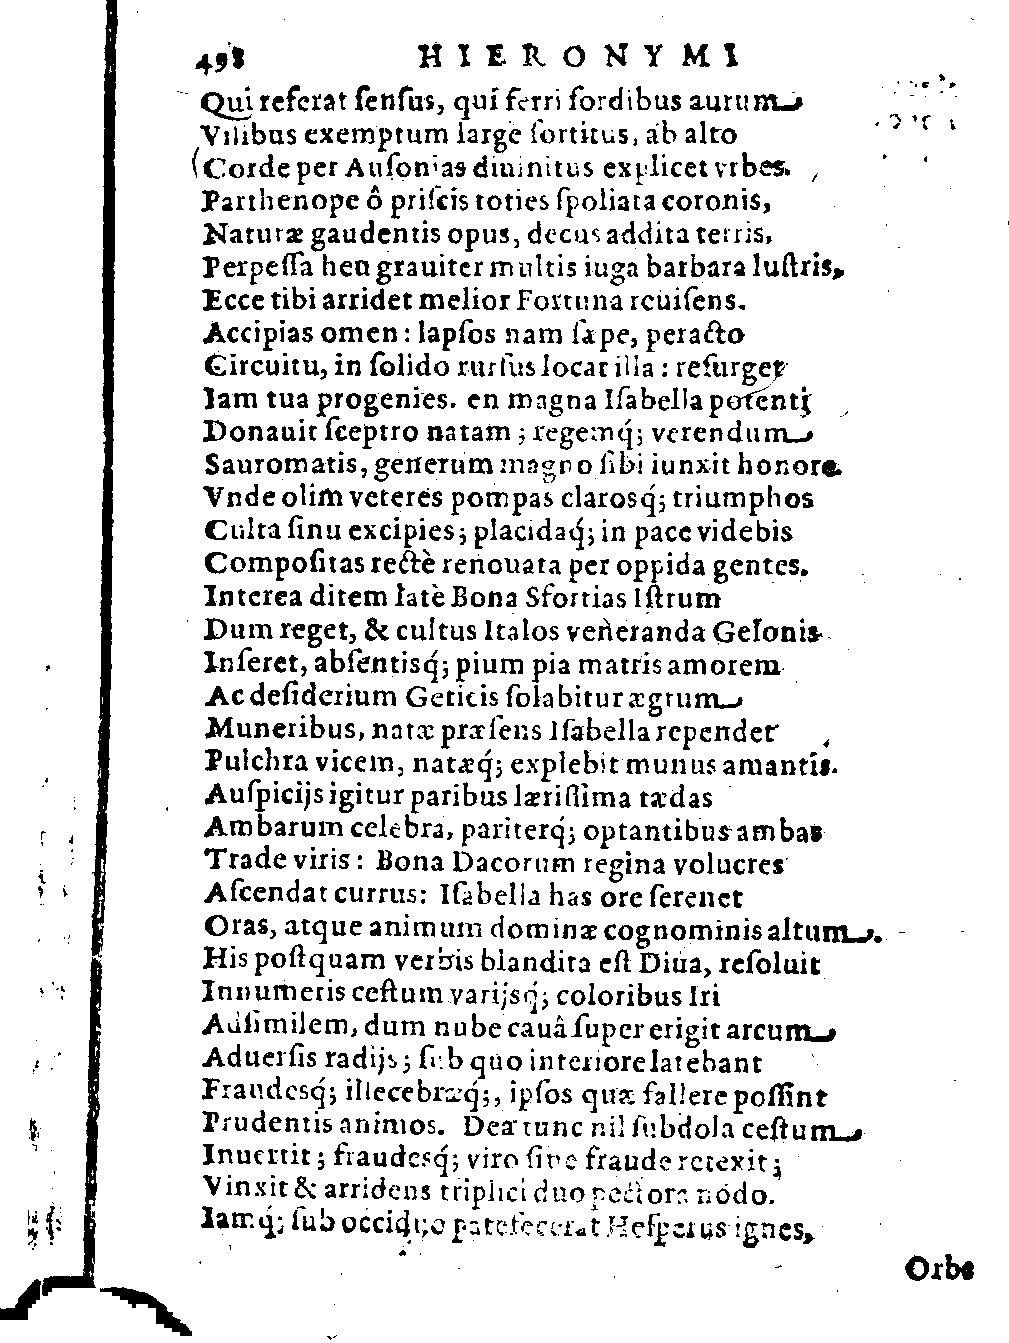 498 HIERONYMI
Qui referat ſenſus, qui ferri ſordibus aurum
Vilibus exemptum largè ſortitus, ab alto
Corde per Auſonias diuinitus explicet vrbes.
Parthenope ô priſcis toties ſpoliata coronis,
Naturæ gaudentis opus, decus addita terris,
Perpeſſa heu grauiter multis iuga barbara luſtris,
Ecce tibi arridet melior Fortuna reuiſens.
Accipias omen: lapſos nam ſæpe, peracto
Circuitu, in ſolido rurſus locat illa: reſurget
Iam tua progenies. en magna Iſabella potenti
Donauit ſceptro natam; regemq́; verendum
Sauromatis, generum magno ſibi iunxit honore.
Vnde olim veteres pompas claroſq́; triumphos
Culta ſinu excipies; placidaq́; in pace videbis
Compoſitas rectè renouata per oppida gentes.
Interea ditem latè Bona Sfortias Iſtrum
Dum reget, & cultus Italos veneranda Gelonis
Inſeret, abſentiſq́; pium pia matris amorem
Ac deſiderium Geticis ſolabitur ægrum
Muneribus, natæ præſens Iſabella rependet
Pulchra vicem, natæq́; explebit munus amantis.
Auſpicijs igitur paribus lætiſſima tædas
Ambarum celebra, pariterq́; optantibus ambas
Trade viris: Bona Dacorum regina volucres
Aſcendat currus: Iſabella has ore ſerenet
Oras, atque animum dominæ cognominis altum.
His poſtquam verbis blandita eſt Diua, reſoluit
Innumeris ceſtum varijsq́; coloribus Iri
Adſimilem, dum nube cauâ ſuper erigit arcum
Aduerſis radijs; ſub quo interiore latebant
Fraudesq́; illecebræq́;, ipſos quæ fallere poſſint
Prudentis animos. Dea tunc nil ſubdola ceſtum
Inuertit; fraudesq́; viro ſine fraude retexit;
Vinxit & arridens triplici duo pectora nodo.
Iamq́; ſub occiduo patefecerat Heſperus ignes,
Orbe